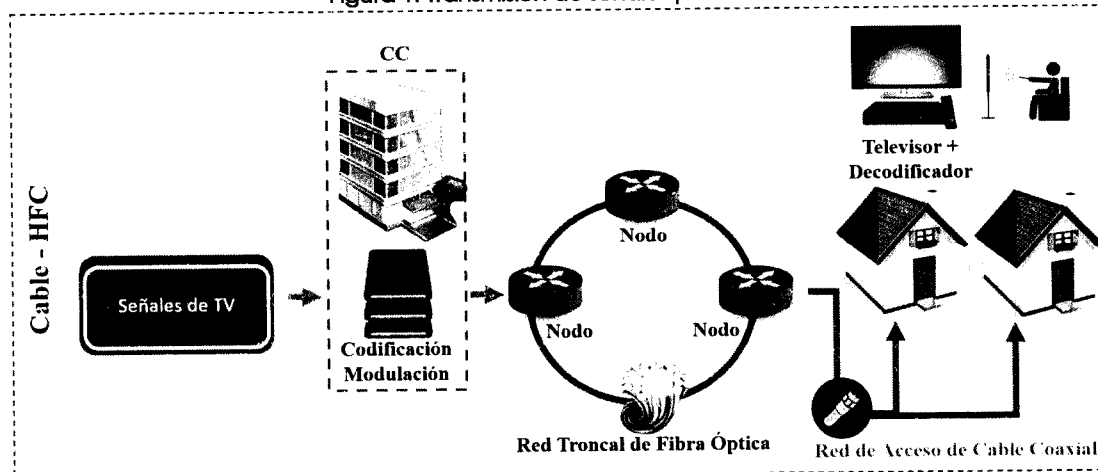 CC
Televisor +
Decodificador
Cable - HFC
Nodo
Señales de TV
Nodo
Nodo
Codificación
Modulación
Red Troncal de Fibra Óptica
Red de Acceso de Cable Coaxial